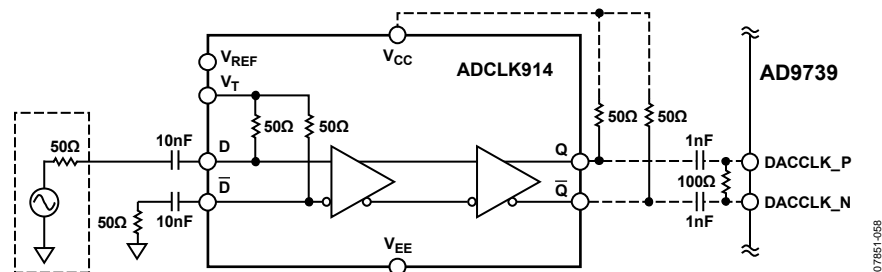 V_CC
ADCLK914
AD9739
V_REF
V_T
50Ω
50Ω
50Ω
50Ω
50Ω
10nF
D
Q
1nF
DACCLK_P
D̅
Q̅
100Ω
DACCLK_N
50Ω
10nF
1nF
V_EE
07851-058